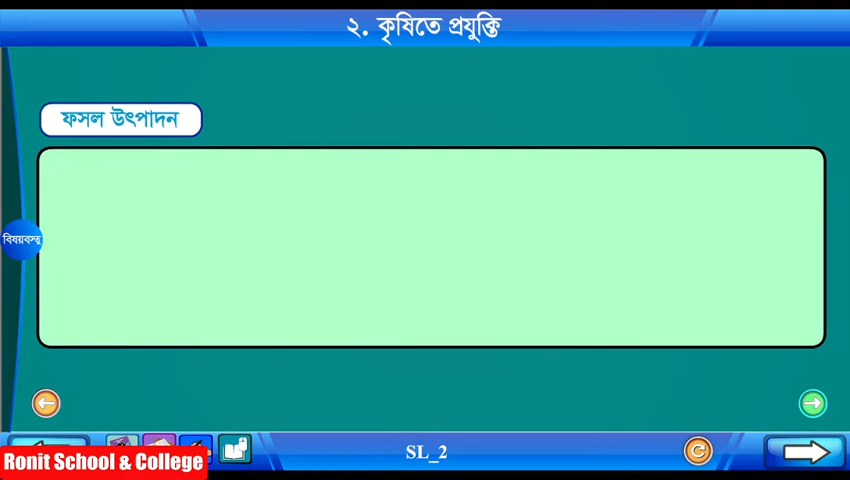 ২. কৃষিতে প্রযুক্তি
ফসল উৎপাদন
বিষয়বস্তু
SL_2
Ronit School & College